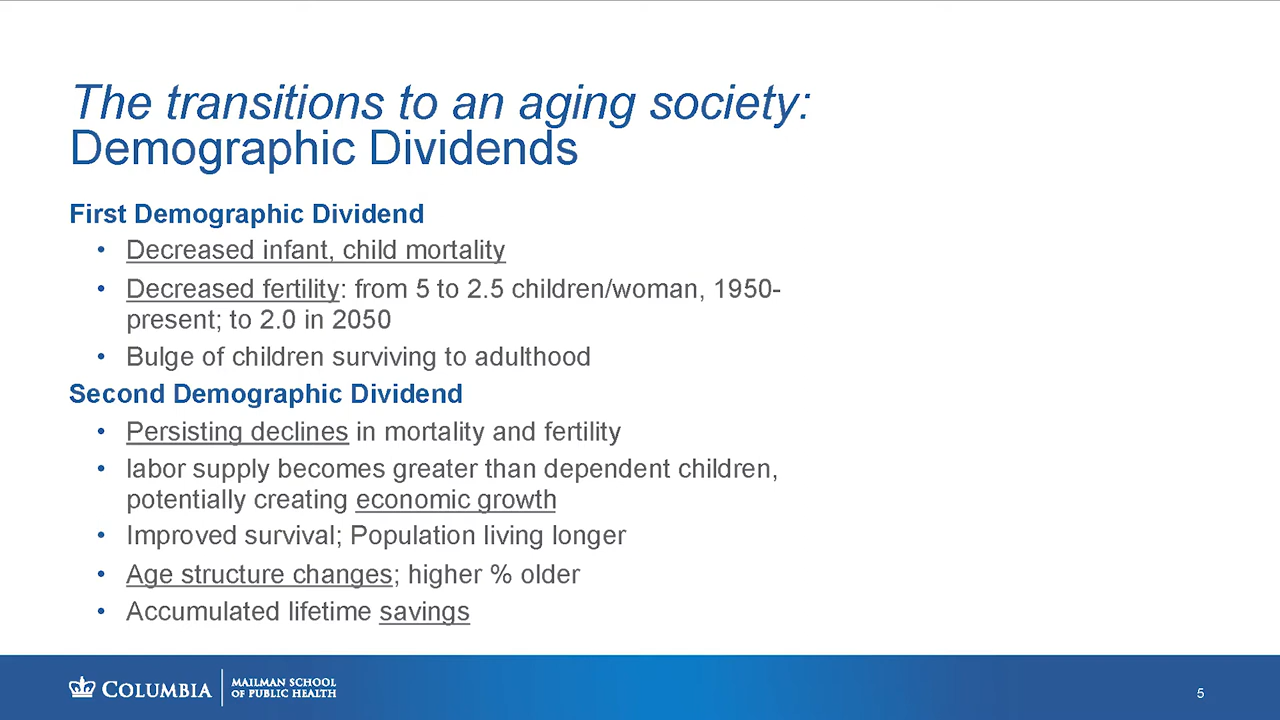 The transitions to an aging society:
Demographic Dividends
First Demographic Dividend
• Decreased infant, child mortality
• Decreased fertility: from 5 to 2.5 children/woman, 1950-
present; to 2.0 in 2050
• Bulge of children surviving to adulthood
Second Demographic Dividend
• Persisting declines in mortality and fertility
• labor supply becomes greater than dependent children,
potentially creating economic growth
• Improved survival; Population living longer
• Age structure changes; higher % older
• Accumulated lifetime savings
COLUMBIA
MAILMAN SCHOOL
OF PUBLIC HEALTH
5